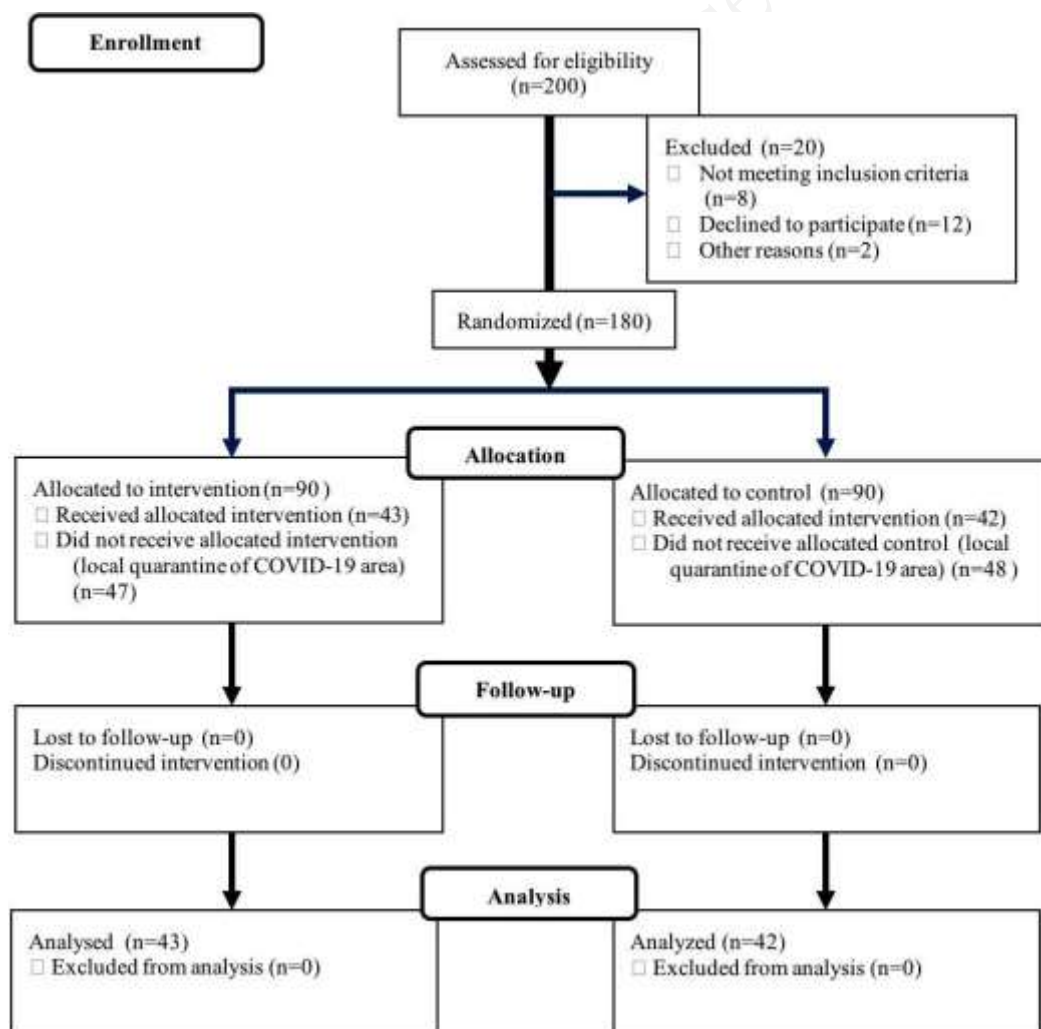 Enrollment
Assessed for eligibility
(n=200)
Excluded (n=20)
Not meeting inclusion criteria
(n=8)
Declined to participate (n=12)
Other reasons (n=2)
Randomized (n=180)
Allocation
Allocated to intervention (n=90 )
Received allocated intervention (n=43)
Did not receive allocated intervention
(local quarantine of COVID-19 area)
(n=47)
Allocated to control (n=90)
Received allocated intervention (n=42)
Did not receive allocated control (local
quarantine of COVID-19 area) (n=48 )
Follow-up
Lost to follow-up (n=0)
Discontinued intervention (0)
Lost to follow-up (n=0)
Discontinued intervention (n=0)
Analysis
Analysed (n=43)
Excluded from analysis (n=0)
Analyzed (n=42)
Excluded from analysis (n=0)